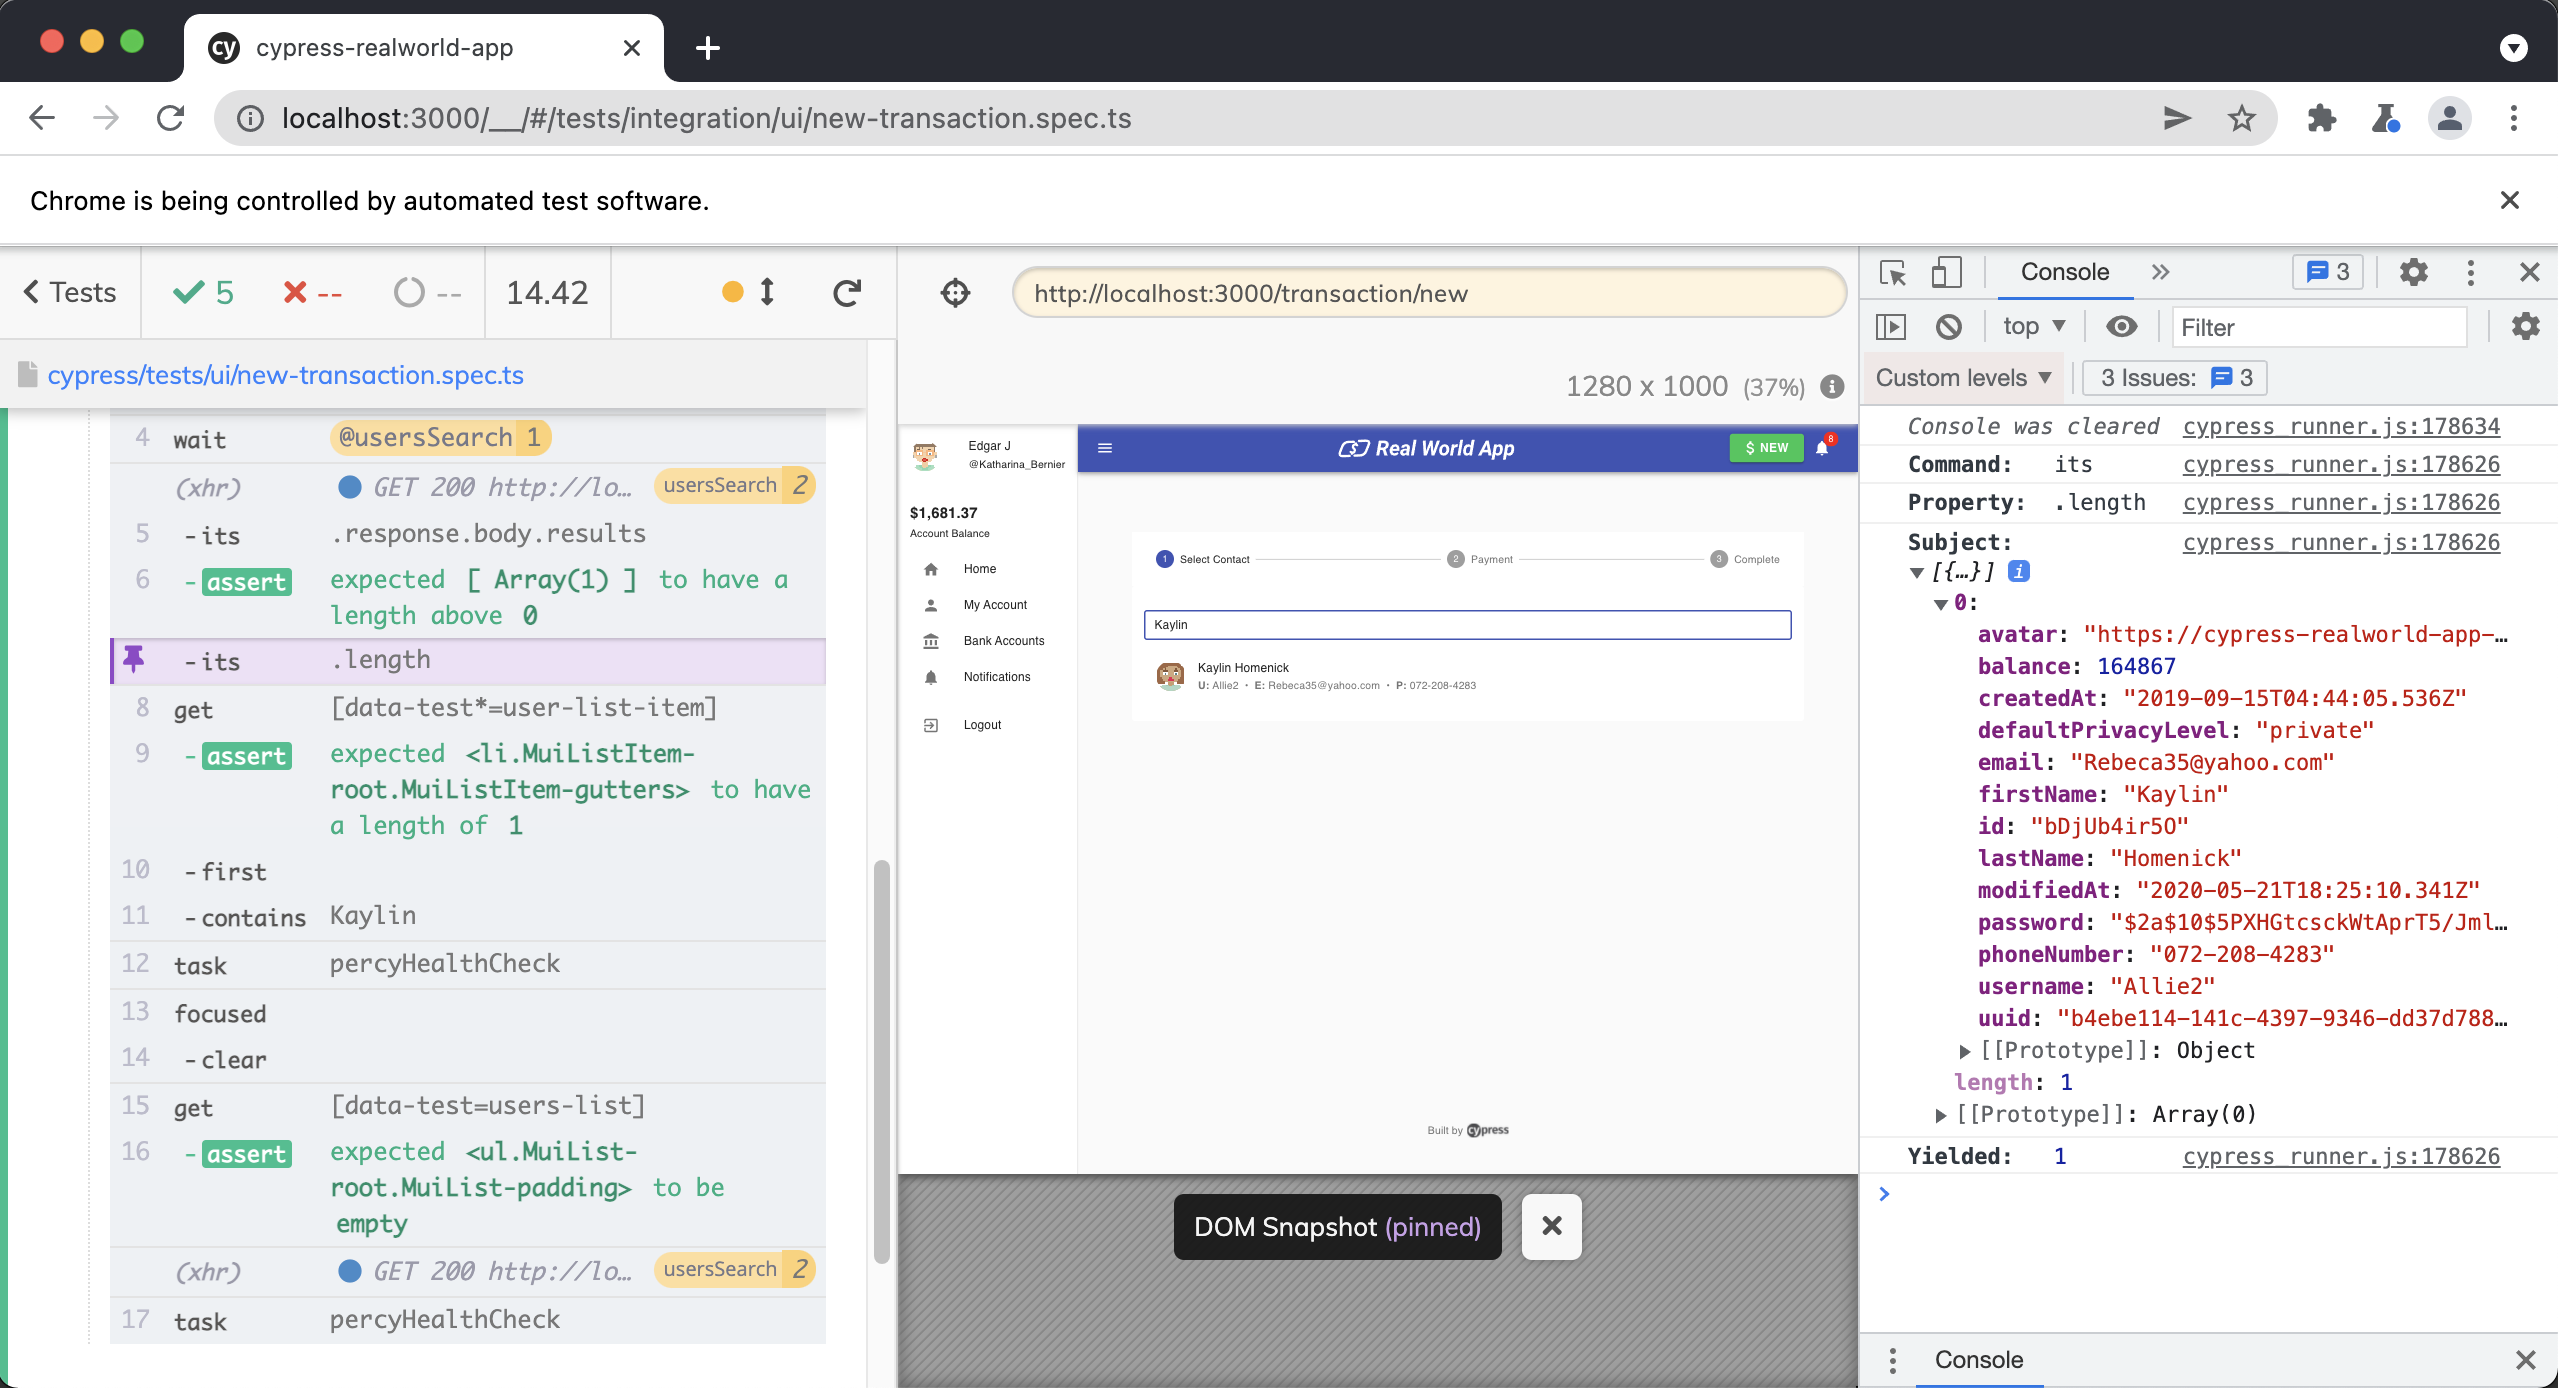 cy cypress-realworld-app
localhost:3000/__/#/tests/integration/ui/new-transaction.spec.ts
Chrome is being controlled by automated test software.
Tests 5 -- -- 14.42
cypress/tests/ui/new-transaction.spec.ts
4 wait @usersSearch 1
(xhr) GET 200 http://lo... usersSearch 2
5 -its .response.body.results
6 -assert expected [ Array(1) ] to have a
length above 0
-its .length
8 get [data-test*=user-list-item]
9 -assert expected <li.MuiListItem-
root.MuiListItem-gutters> to have
a length of 1
10 -first
11 -contains Kaylin
12 task percyHealthCheck
13 focused
14 -clear
15 get [data-test=users-list]
16 -assert expected <ul.MuiList-
root.MuiList-padding> to be
empty
(xhr) GET 200 http://lo... usersSearch 2
17 task percyHealthCheck
http://localhost:3000/transaction/new
1280 x 1000 (37%)
Edgar J
@Katharina_Bernier
Real World App
$ NEW
8
$1,681.37
Account Balance
Home
My Account
Bank Accounts
Notifications
Logout
1 Select Contact 2 Payment 3 Complete
Kaylin
Kaylin Homenick
U: Allie2 • E: Rebeca35@yahoo.com • P: 072-208-4283
Built by cypress
DOM Snapshot (pinned)
Console 3
top Filter
Custom levels 3 Issues: 3
Console was cleared cypress_runner.js:178634
Command: its cypress_runner.js:178626
Property: .length cypress_runner.js:178626
Subject: cypress_runner.js:178626
[{…}] i
0:
avatar: "https://cypress-realworld-app-…
balance: 164867
createdAt: "2019-09-15T04:44:05.536Z"
defaultPrivacyLevel: "private"
email: "Rebeca35@yahoo.com"
firstName: "Kaylin"
id: "bDjUb4ir5O"
lastName: "Homenick"
modifiedAt: "2020-05-21T18:25:10.341Z"
password: "$2a$10$5PXHGtcsckWtAprT5/Jml…
phoneNumber: "072-208-4283"
username: "Allie2"
uuid: "b4ebe114-141c-4397-9346-dd37d788…
[[Prototype]]: Object
length: 1
[[Prototype]]: Array(0)
Yielded: 1 cypress_runner.js:178626
Console